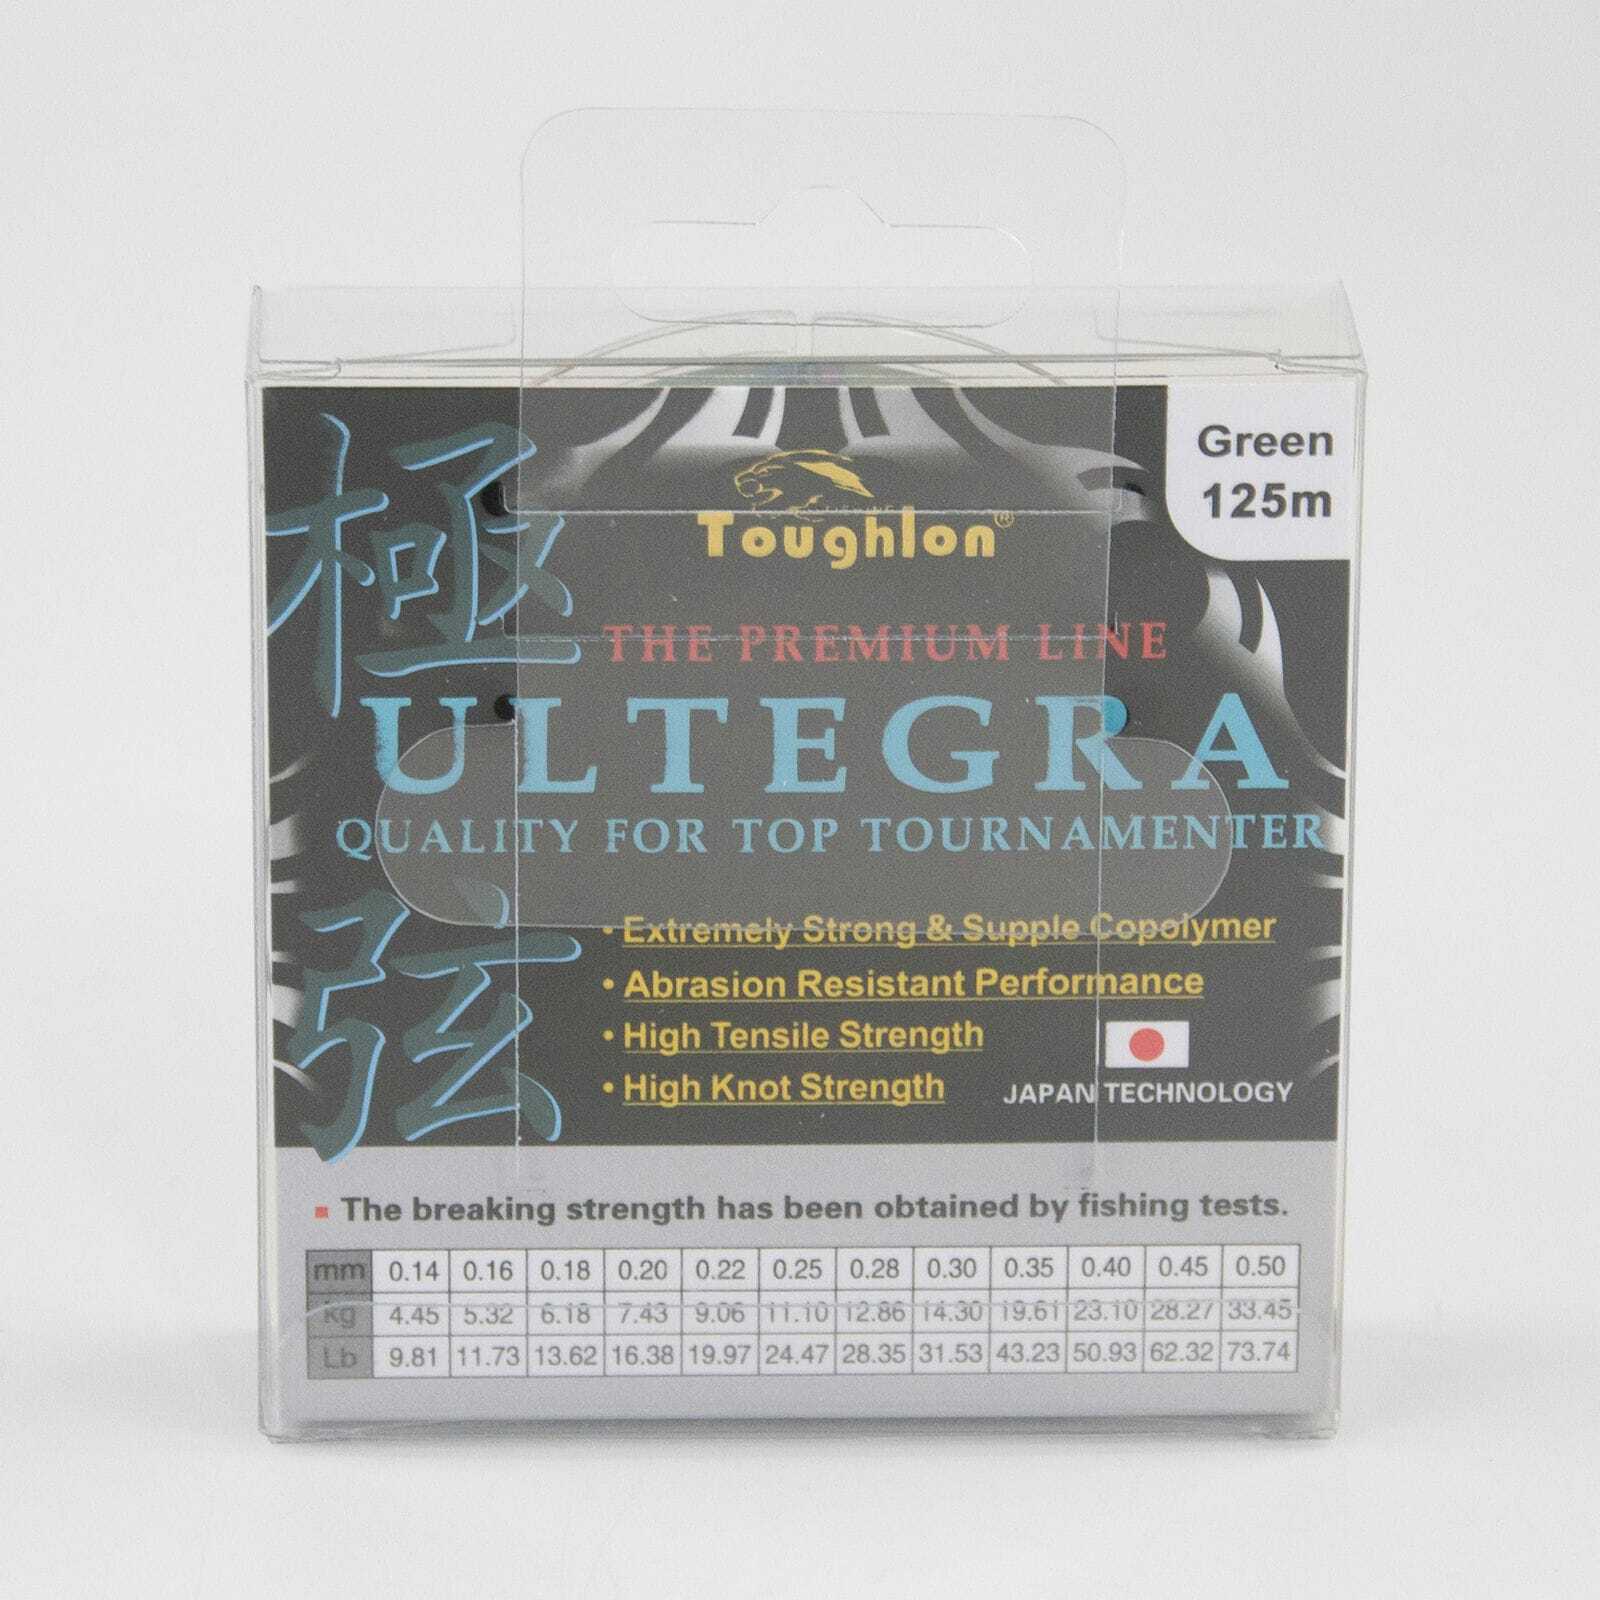 極弦
Green
125m
Toughlon®
THE PREMIUM LINE
ULTEGRA
QUALITY FOR TOP TOURNAMENTER
• Extremely Strong & Supple Copolymer
• Abrasion Resistant Performance
• High Tensile Strength
• High Knot Strength
JAPAN TECHNOLOGY
The breaking strength has been obtained by fishing tests.
mm 0.14 0.16 0.18 0.20 0.22 0.25 0.28 0.30 0.35 0.40 0.45 0.50
kg 4.45 5.32 6.18 7.43 9.06 11.10 12.86 14.30 19.61 23.10 28.27 33.45
Lb 9.81 11.73 13.62 16.38 19.97 24.47 28.35 31.53 43.23 50.93 62.32 73.74